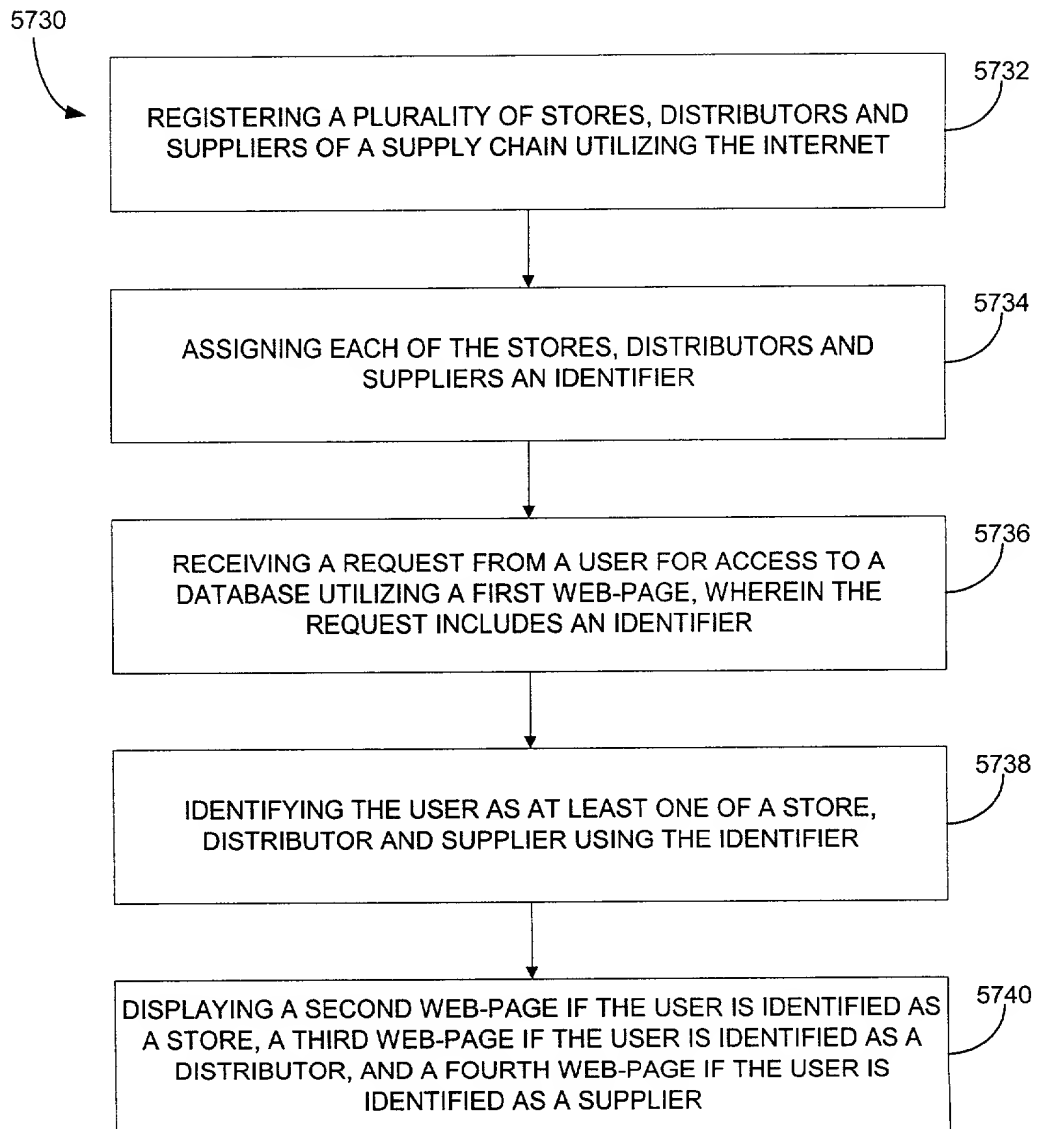 5730
5732
REGISTERING A PLURALITY OF STORES, DISTRIBUTORS AND
SUPPLIERS OF A SUPPLY CHAIN UTILIZING THE INTERNET
5734
ASSIGNING EACH OF THE STORES, DISTRIBUTORS AND
SUPPLIERS AN IDENTIFIER
5736
RECEIVING A REQUEST FROM A USER FOR ACCESS TO A
DATABASE UTILIZING A FIRST WEB-PAGE, WHEREIN THE
REQUEST INCLUDES AN IDENTIFIER
5738
IDENTIFYING THE USER AS AT LEAST ONE OF A STORE,
DISTRIBUTOR AND SUPPLIER USING THE IDENTIFIER
5740
DISPLAYING A SECOND WEB-PAGE IF THE USER IS IDENTIFIED AS
A STORE, A THIRD WEB-PAGE IF THE USER IS IDENTIFIED AS A
DISTRIBUTOR, AND A FOURTH WEB-PAGE IF THE USER IS
IDENTIFIED AS A SUPPLIER